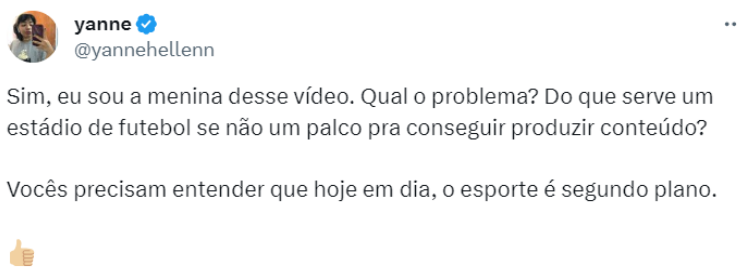 yanne
@yannehellenn
Sim, eu sou a menina desse vídeo. Qual o problema? Do que serve um
estádio de futebol se não um palco pra conseguir produzir conteúdo?
Vocês precisam entender que hoje em dia, o esporte é segundo plano.